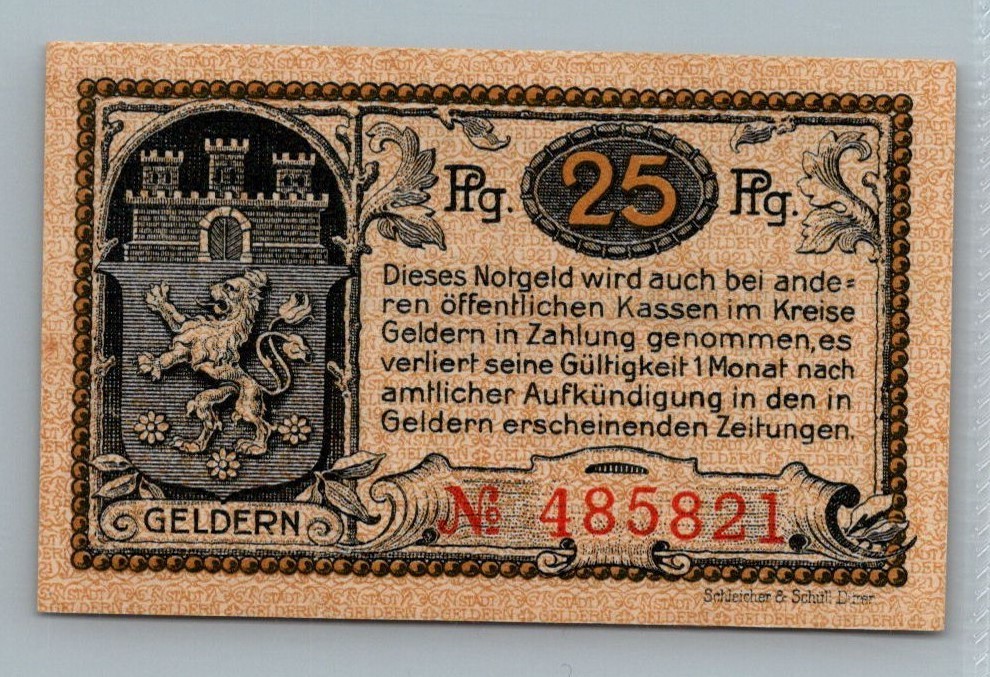 Pfg. 25 Pfg.
Dieses Notgeld wird auch bei ande=
ren öffentlichen Kassen im Kreise
Geldern in Zahlung genommen, es
verliert seine Gültigkeit 1 Monat nach
amtlicher Aufkündigung in den in
Geldern erscheinenden Zeitungen.
GELDERN
№ 485821
Schleicher & Schüll